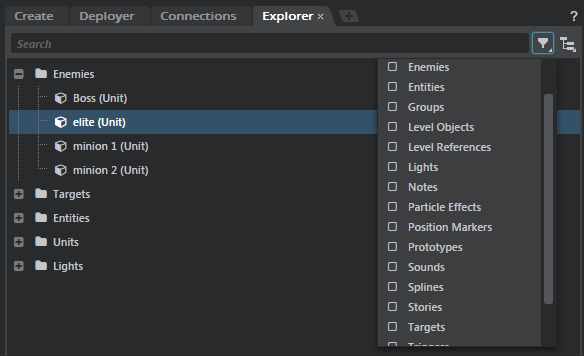 Create Deployer Connections Explorer × ?
Search
Enemies
Boss (Unit)
elite (Unit)
minion 1 (Unit)
minion 2 (Unit)
Targets
Entities
Units
Lights
Enemies
Entities
Groups
Level Objects
Level References
Lights
Notes
Particle Effects
Position Markers
Prototypes
Sounds
Splines
Stories
Targets
Triggers